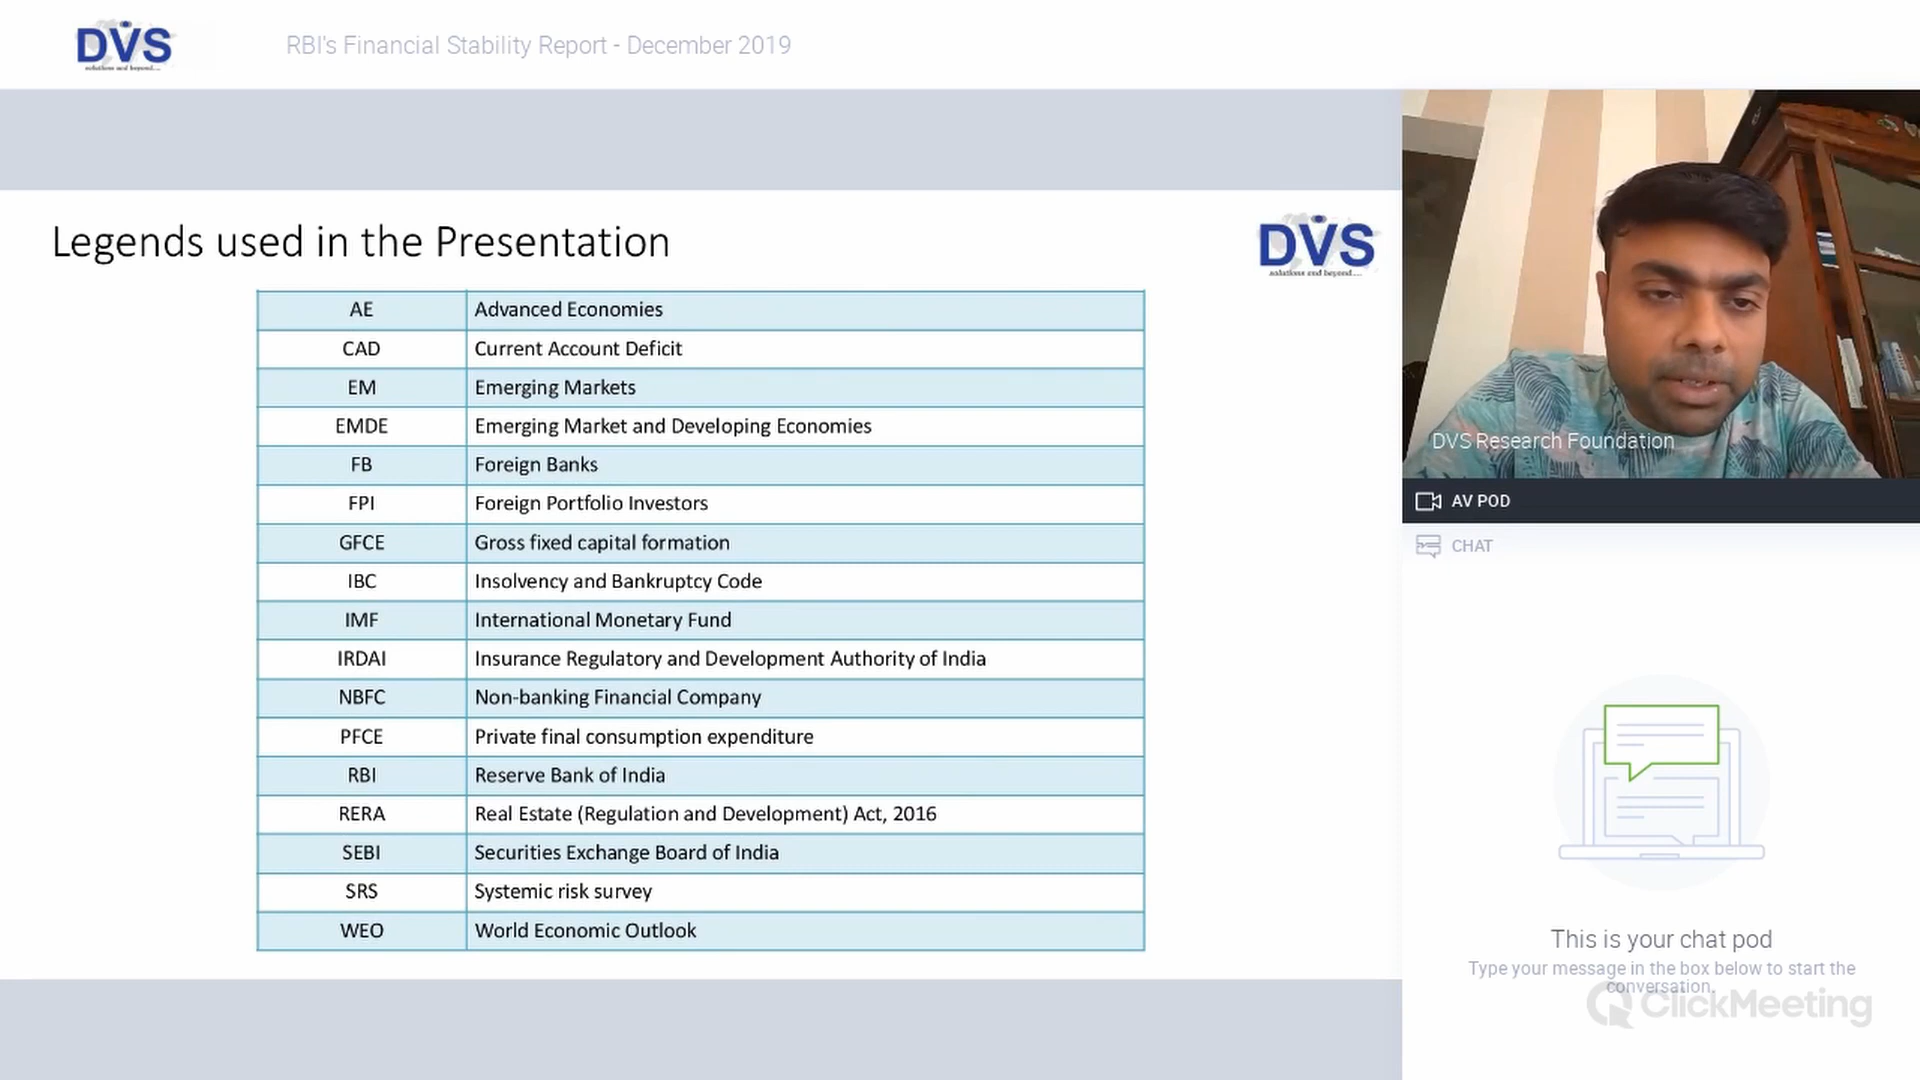 DVS
solutions and beyond....
RBI's Financial Stability Report - December 2019
Legends used in the Presentation
DVS
solutions and beyond....
AE Advanced Economies
CAD Current Account Deficit
EM Emerging Markets
EMDE Emerging Market and Developing Economies
FB Foreign Banks
FPI Foreign Portfolio Investors
GFCE Gross fixed capital formation
IBC Insolvency and Bankruptcy Code
IMF International Monetary Fund
IRDAI Insurance Regulatory and Development Authority of India
NBFC Non-banking Financial Company
PFCE Private final consumption expenditure
RBI Reserve Bank of India
RERA Real Estate (Regulation and Development) Act, 2016
SEBI Securities Exchange Board of India
SRS Systemic risk survey
WEO World Economic Outlook
DVS Research Foundation
AV POD
CHAT
This is your chat pod
Type your message in the box below to start the
conversation.
ClickMeeting